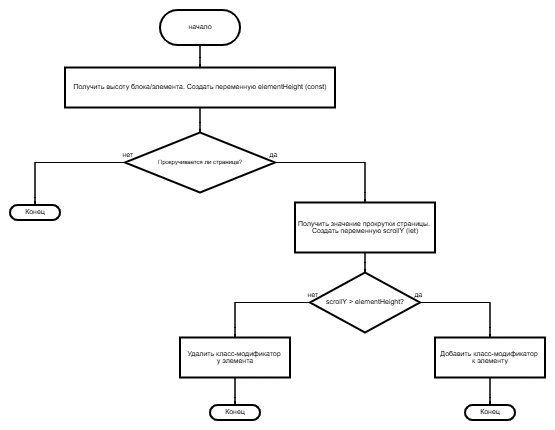 начало
Получить высоту блока/элемента. Создать переменную elementHeight (const)
нет
Прокручивается ли страница?
да
Конец
Получить значение прокрутки страницы.
Создать переменную scrollY (let)
нет
scrollY > elementHeight?
да
Удалить класс-модификатор
у элемента
Добавить класс-модификатор
к элементу
Конец
Конец